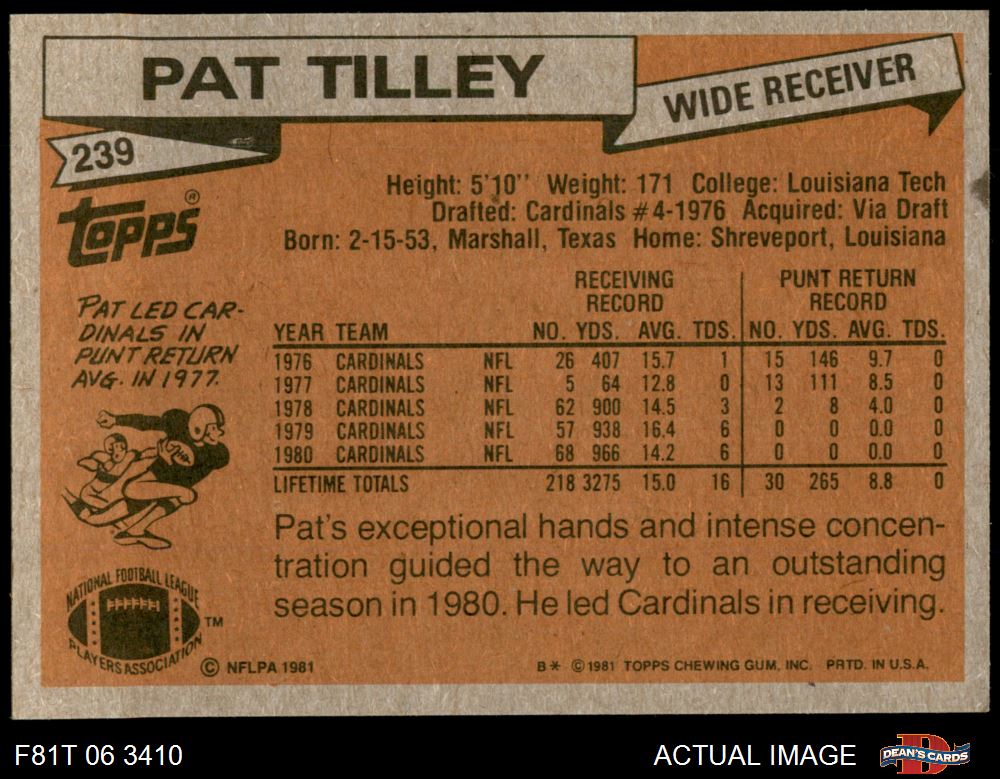 PAT TILLEY
WIDE RECEIVER
239
TOPPS ®
Height: 5'10'' Weight: 171 College: Louisiana Tech
Drafted: Cardinals #4-1976 Acquired: Via Draft
Born: 2-15-53, Marshall, Texas Home: Shreveport, Louisiana
PAT LED CAR-
DINALS IN
PUNT RETURN
AVG. IN 1977.
RECEIVING PUNT RETURN
RECORD RECORD
YEAR TEAM NO. YDS. AVG. TDS. NO. YDS. AVG. TDS.
1976 CARDINALS NFL 26 407 15.7 1 15 146 9.7 0
1977 CARDINALS NFL 5 64 12.8 0 13 111 8.5 0
1978 CARDINALS NFL 62 900 14.5 3 2 8 4.0 0
1979 CARDINALS NFL 57 938 16.4 6 0 0 0.0 0
1980 CARDINALS NFL 68 966 14.2 6 0 0 0.0 0
LIFETIME TOTALS 218 3275 15.0 16 30 265 8.8 0
Pat's exceptional hands and intense concen-
tration guided the way to an outstanding
season in 1980. He led Cardinals in receiving.
NATIONAL FOOTBALL LEAGUE
PLAYERS ASSOCIATION
TM
© NFLPA 1981
B* © 1981 TOPPS CHEWING GUM, INC. PRTD. IN U.S.A.
F81T 06 3410
ACTUAL IMAGE
DEAN'S CARDS